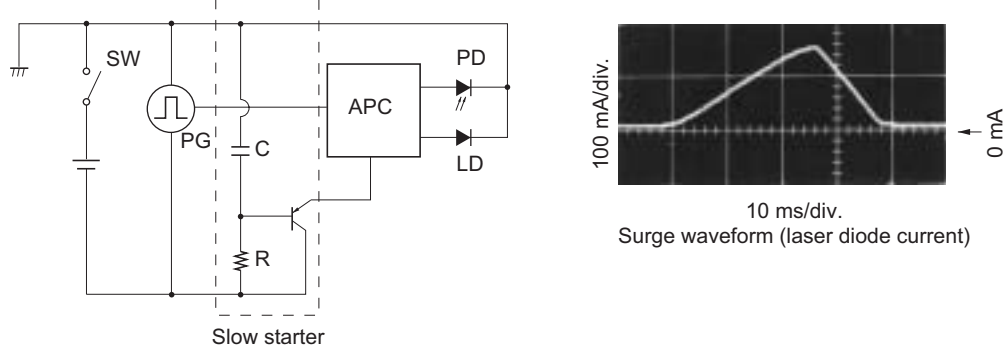 SW
PG
C
R
APC
PD
LD
Slow starter
100 mA/div.
0 mA
10 ms/div.
Surge waveform (laser diode current)